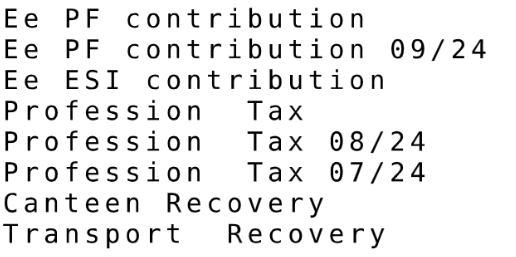 Ee PF contribution
Ee PF contribution 09/24
Ee ESI contribution
Profession  Tax
Profession  Tax 08/24
Profession  Tax 07/24
Canteen Recovery
Transport  Recovery